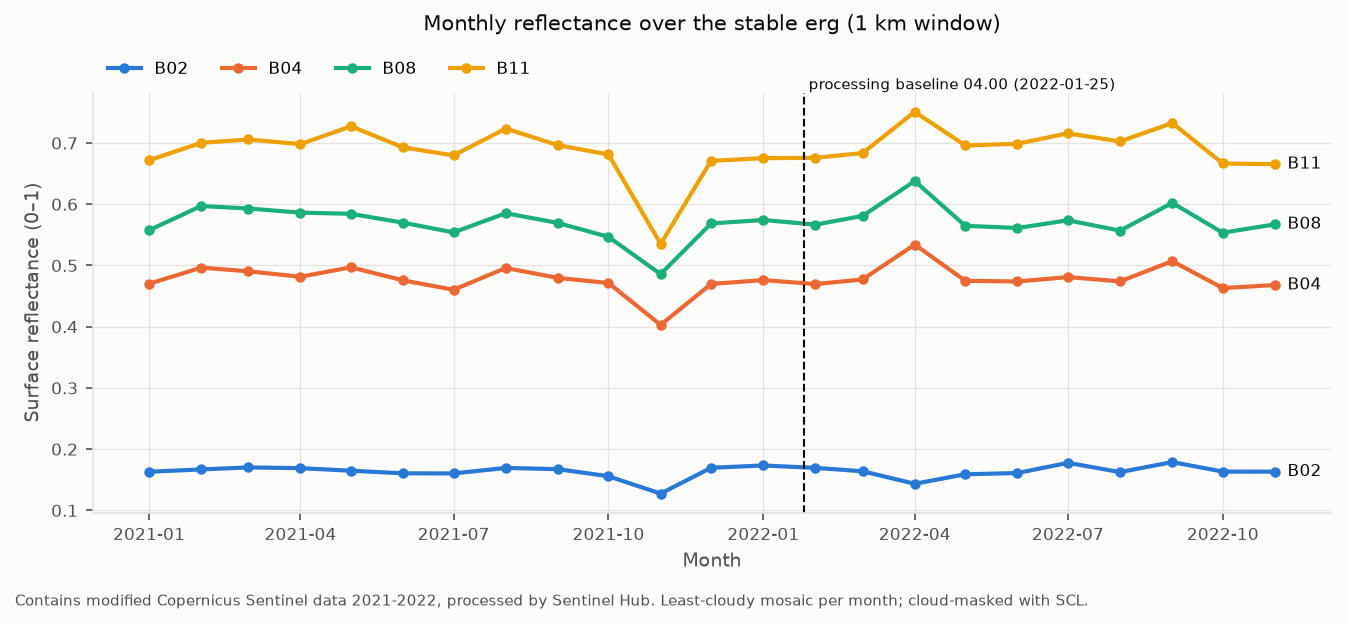 Monthly reflectance over the stable erg (1 km window)
B02 B04 B08 B11
processing baseline 04.00 (2022-01-25)
Surface reflectance (0–1)
0.7
0.6
0.5
0.4
0.3
0.2
0.1
B11
B08
B04
B02
2021-01 2021-04 2021-07 2021-10 2022-01 2022-04 2022-07 2022-10
Month
Contains modified Copernicus Sentinel data 2021-2022, processed by Sentinel Hub. Least-cloudy mosaic per month; cloud-masked with SCL.